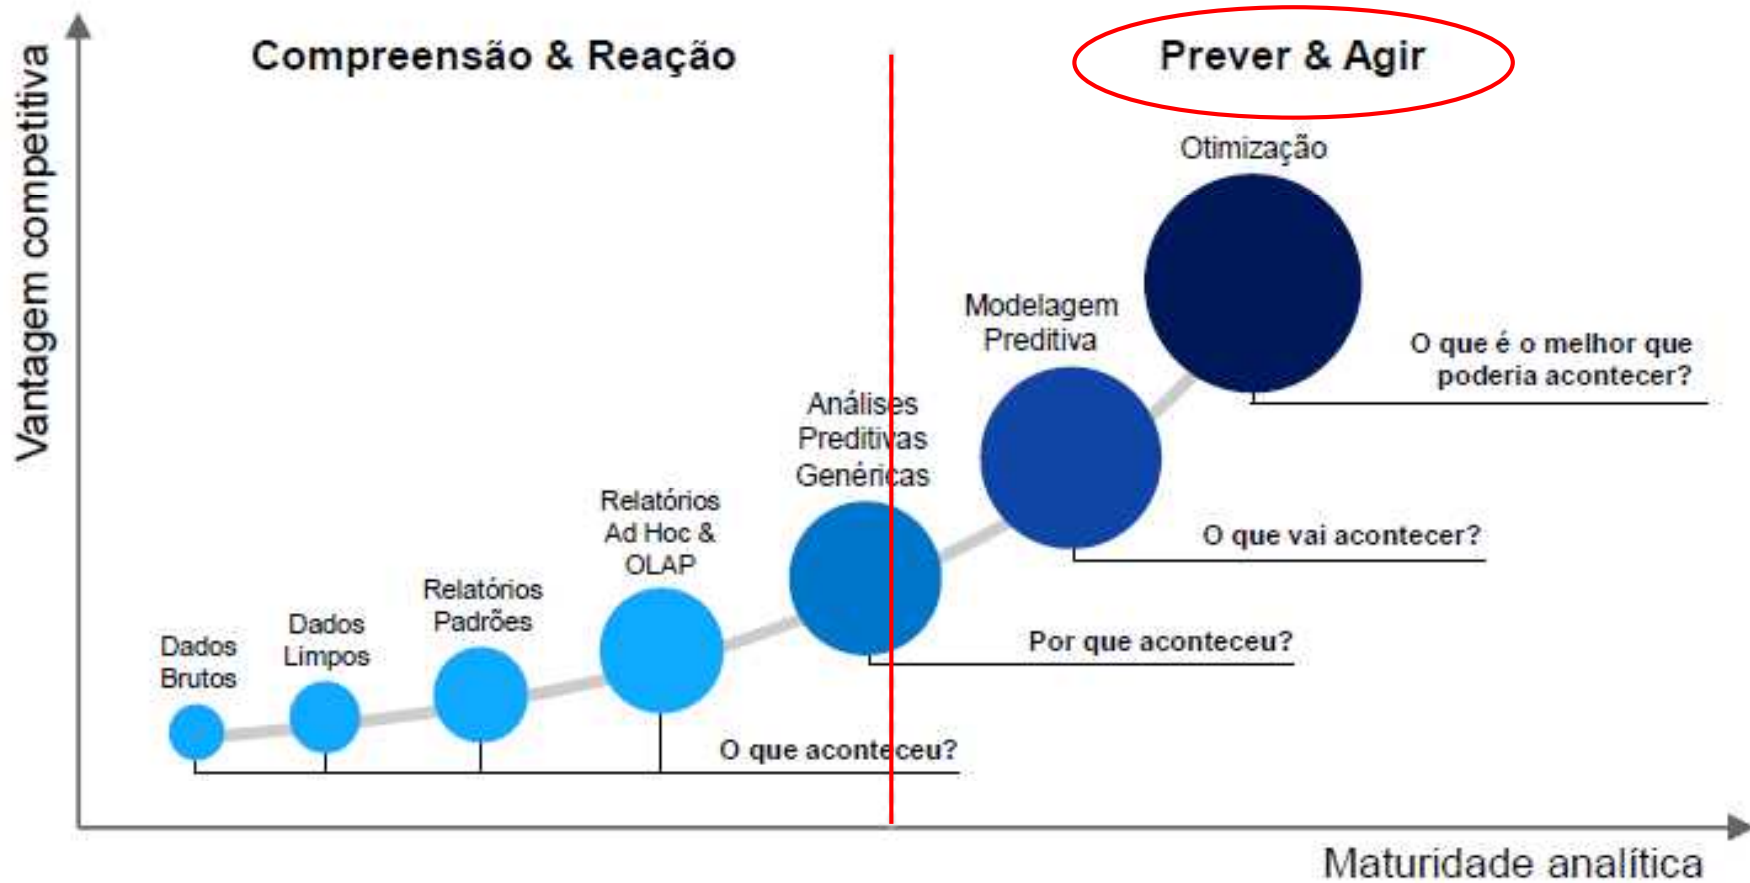 Compreensão & Reação
Prever & Agir
Vantagem competitiva
Otimização
Modelagem
Preditiva
O que é o melhor que
poderia acontecer?
Análises
Preditivas
Genéricas
Relatórios
Ad Hoc &
OLAP
O que vai acontecer?
Relatórios
Padrões
Dados
Limpos
Dados
Brutos
Por que aconteceu?
O que aconteceu?
Maturidade analítica